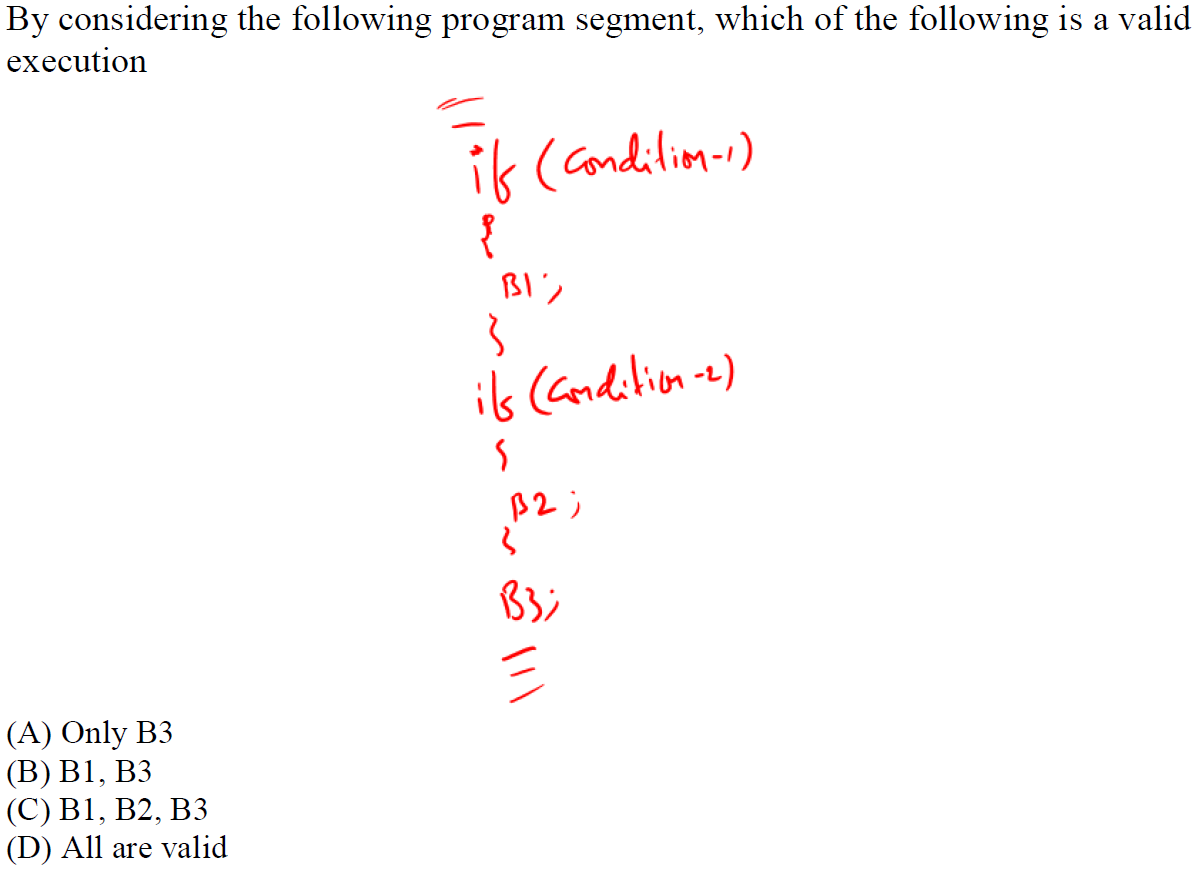 By considering the following program segment, which of the following is a valid
execution
if (Condition-1)
{
B1;
}
if (Condition-2)
{
B2;
}
B3;
(A) Only B3
(B) B1, B3
(C) B1, B2, B3
(D) All are valid